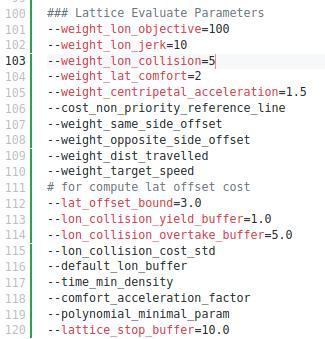 100 ### Lattice Evaluate Parameters
101 --weight_lon_objective=100
102 --weight_lon_jerk=10
103 --weight_lon_collision=5
104 --weight_lat_comfort=2
105 --weight_centripetal_acceleration=1.5
106 --cost_non_priority_reference_line
107 --weight_same_side_offset
108 --weight_opposite_side_offset
109 --weight_dist_travelled
110 --weight_target_speed
111 # for compute lat offset cost
112 --lat_offset_bound=3.0
113 --lon_collision_yield_buffer=1.0
114 --lon_collision_overtake_buffer=5.0
115 --lon_collision_cost_std
116 --default_lon_buffer
117 --time_min_density
118 --comfort_acceleration_factor
119 --polynomial_minimal_param
120 --lattice_stop_buffer=10.0